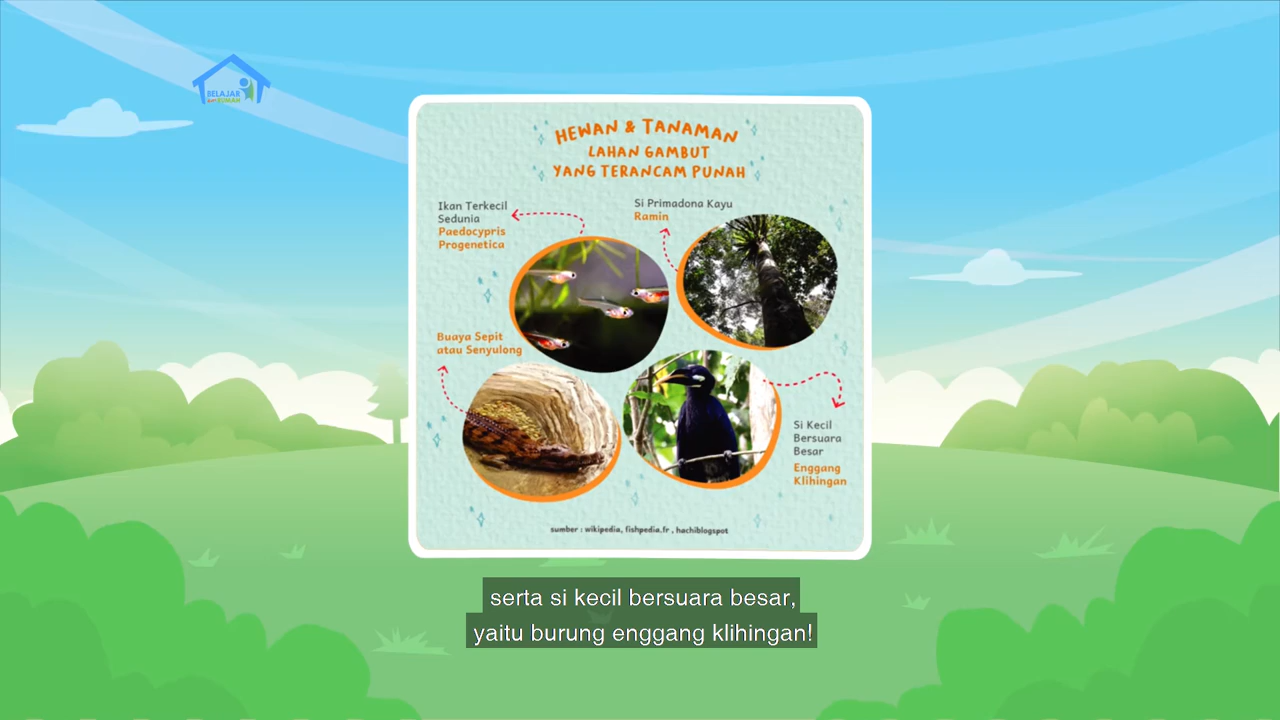 BELAJAR
dari RUMAH
HEWAN & TANAMAN
LAHAN GAMBUT
YANG TERANCAM PUNAH
Ikan Terkecil
Sedunia
Paedocypris
Progenetica
Si Primadona Kayu
Ramin
Buaya Sepit
atau Senyulong
Si Kecil
Bersuara
Besar
Enggang
Klihingan
sumber : wikipedia, fishpedia.fr , hachiblogspot
serta si kecil bersuara besar,
yaitu burung enggang klihingan!